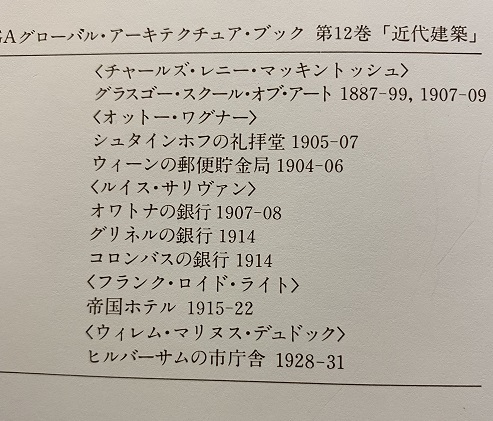 GAグローバル・アーキテクチュア・ブック 第12巻「近代建築」
〈チャールズ・レニー・マッキントッシュ〉
グラスゴー・スクール・オブ・アート 1887-99, 1907-09
〈オットー・ワグナー〉
シュタインホフの礼拝堂 1905-07
ウィーンの郵便貯金局 1904-06
〈ルイス・サリヴァン〉
オワトナの銀行 1907-08
グリネルの銀行 1914
コロンバスの銀行 1914
〈フランク・ロイド・ライト〉
帝国ホテル 1915-22
〈ウィレム・マリヌス・デュドック〉
ヒルバーサムの市庁舎 1928-31